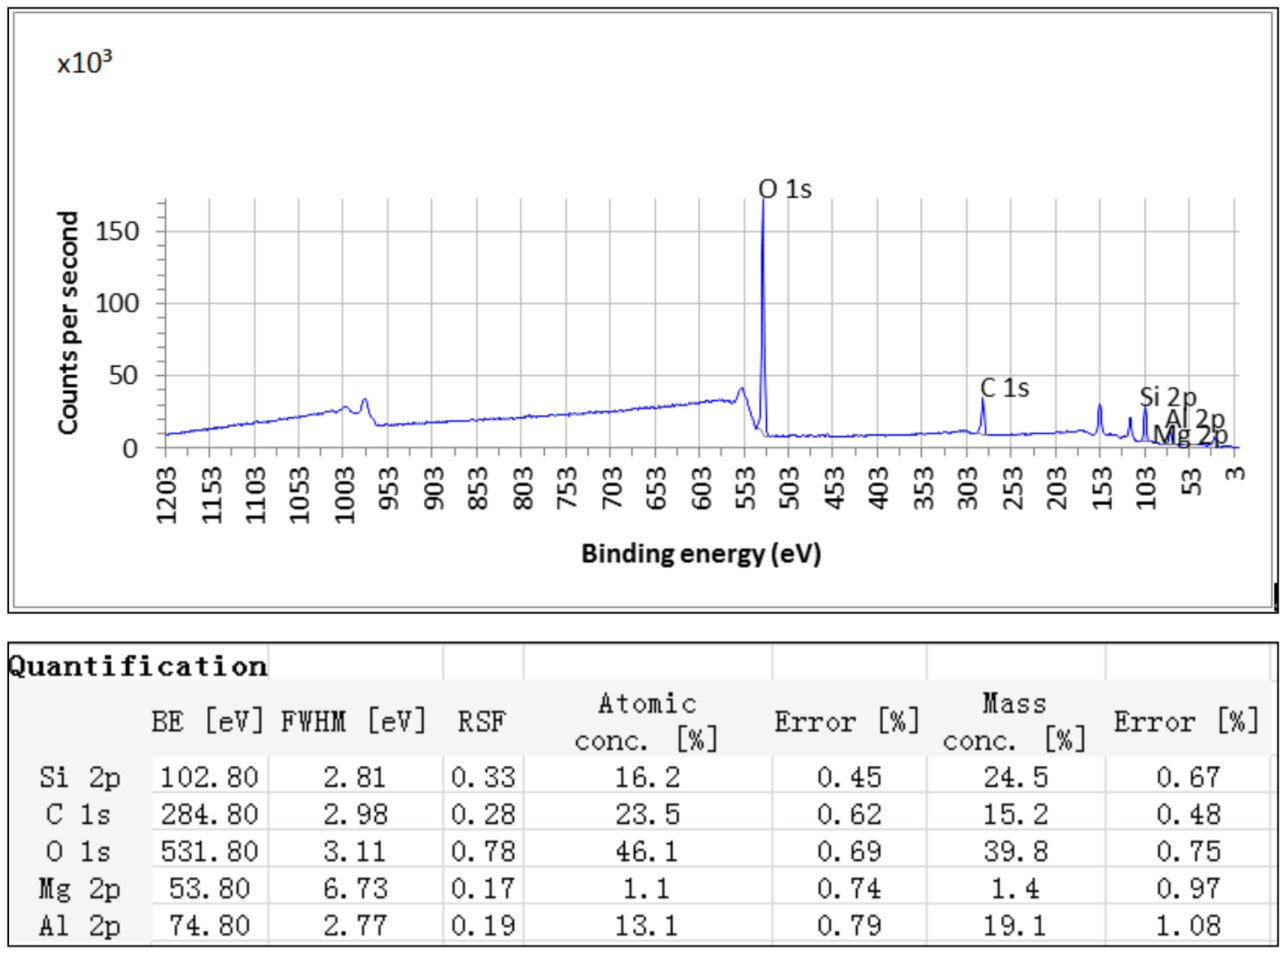 x10³
O 1s
C 1s
Si 2p
Al 2p
Mg 2p
Counts per second
150
100
50
0
1203 1153 1103 1053 1003 953 903 853 803 753 703 653 603 553 503 453 403 353 303 253 203 153 103 53 3
Binding energy (eV)
Quantification
BE [eV] FWHM [eV] RSF Atomic conc. [%] Error [%] Mass conc. [%] Error [%]
Si 2p 102.80 2.81 0.33 16.2 0.45 24.5 0.67
C 1s 284.80 2.98 0.28 23.5 0.62 15.2 0.48
O 1s 531.80 3.11 0.78 46.1 0.69 39.8 0.75
Mg 2p 53.80 6.73 0.17 1.1 0.74 1.4 0.97
Al 2p 74.80 2.77 0.19 13.1 0.79 19.1 1.08